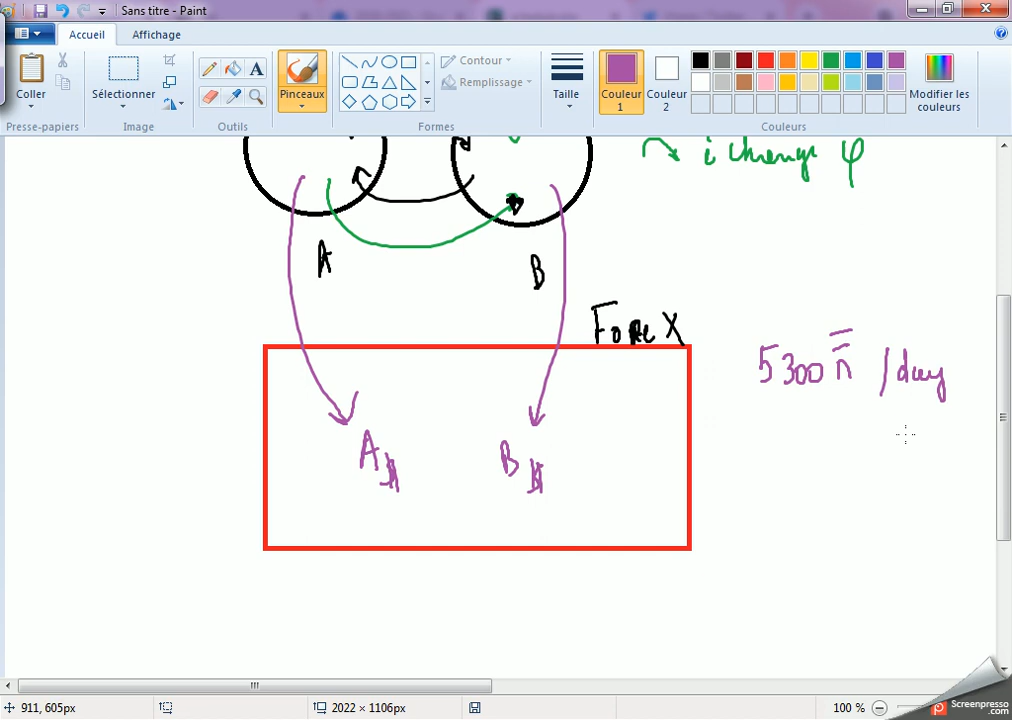 Sans titre - Paint
Accueil
Affichage
Coller
Sélectionner
Pinceaux
Contour
Remplissage
Taille
Couleur 1
Couleur 2
Modifier les couleurs
Presse-papiers
Image
Outils
Formes
Couleurs
i change φ
A
B
ForeX
5300 n̿ /day
A
B
911, 605px
2022 × 1106px
100 %
Screenpresso
.com